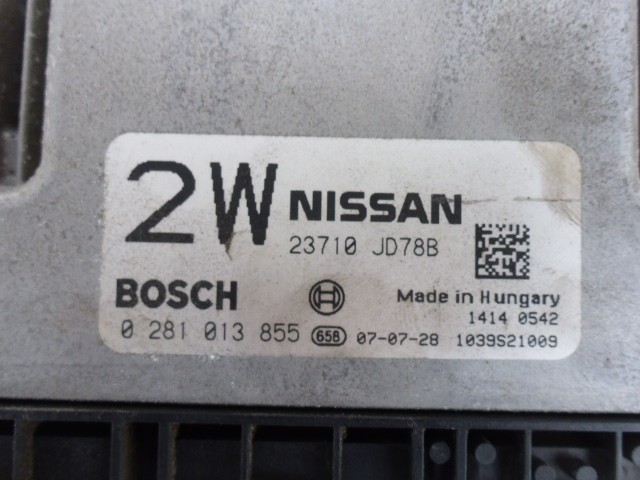 2W NISSAN
23710 JD78B
BOSCH
Made in Hungary
1414 0542
0 281 013 855 658 07-07-28 1039S21009